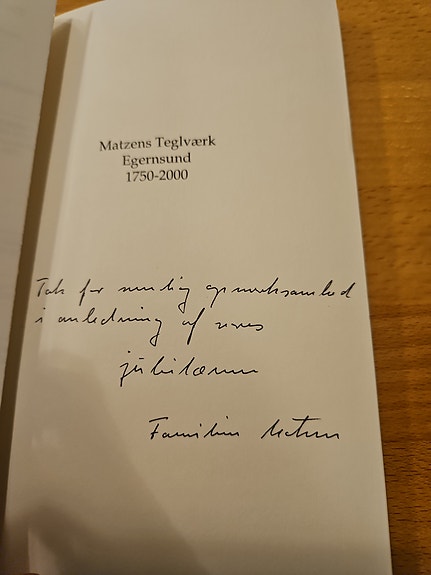 Matzens Teglværk
Egernsund
1750-2000
Tak for venlig opmærksomhed
i anledning af vores
jubilæum
Familien Matzen